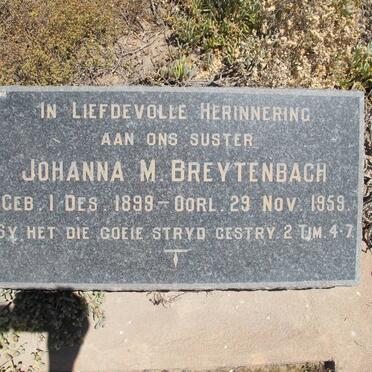 IN LIEFDEVOLLE HERINNERING
AAN ONS SUSTER
JOHANNA M. BREYTENBACH
GEB. 1 DES. 1899 - OORL. 29 NOV. 1959.
SY HET DIE GOEIE STRYD GESTRY. 2 TIM. 4-7.